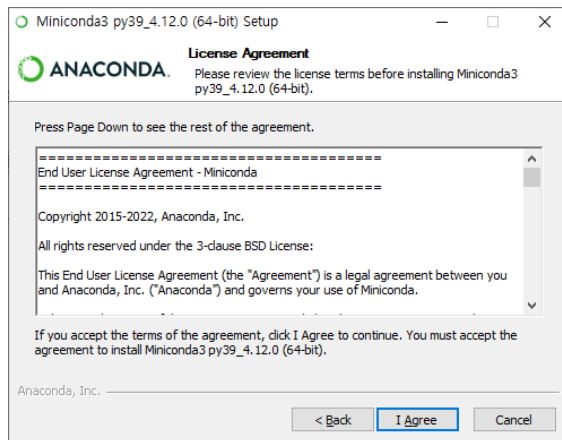 Miniconda3 py39_4.12.0 (64-bit) Setup
ANACONDA.
License Agreement
Please review the license terms before installing Miniconda3
py39_4.12.0 (64-bit).
Press Page Down to see the rest of the agreement.
======================================
End User License Agreement - Miniconda
======================================
Copyright 2015-2022, Anaconda, Inc.
All rights reserved under the 3-clause BSD License:
This End User License Agreement (the "Agreement") is a legal agreement between you
and Anaconda, Inc. ("Anaconda") and governs your use of Miniconda.
If you accept the terms of the agreement, click I Agree to continue. You must accept the
agreement to install Miniconda3 py39_4.12.0 (64-bit).
Anaconda, Inc.
< Back
I Agree
Cancel